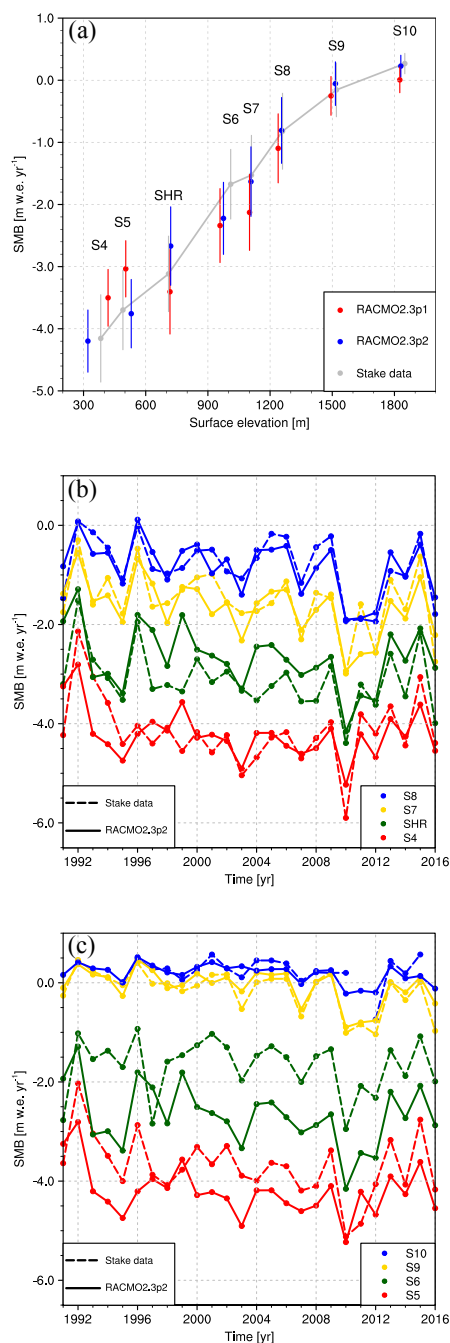 (a)
1.0
0.0
-1.0
-2.0
-3.0
-4.0
-5.0
SMB [m w.e. yr-1]
S4
S5
SHR
S6
S7
S8
S9
S10
RACMO2.3p1
RACMO2.3p2
Stake data
300 600 900 1200 1500 1800
Surface elevation [m]
(b)
0.0
-2.0
-4.0
-6.0
SMB [m w.e. yr-1]
Stake data
RACMO2.3p2
S8
S7
SHR
S4
1992 1996 2000 2004 2008 2012 2016
Time [yr]
(c)
0.0
-2.0
-4.0
-6.0
SMB [m w.e. yr-1]
Stake data
RACMO2.3p2
S10
S9
S6
S5
1992 1996 2000 2004 2008 2012 2016
Time [yr]